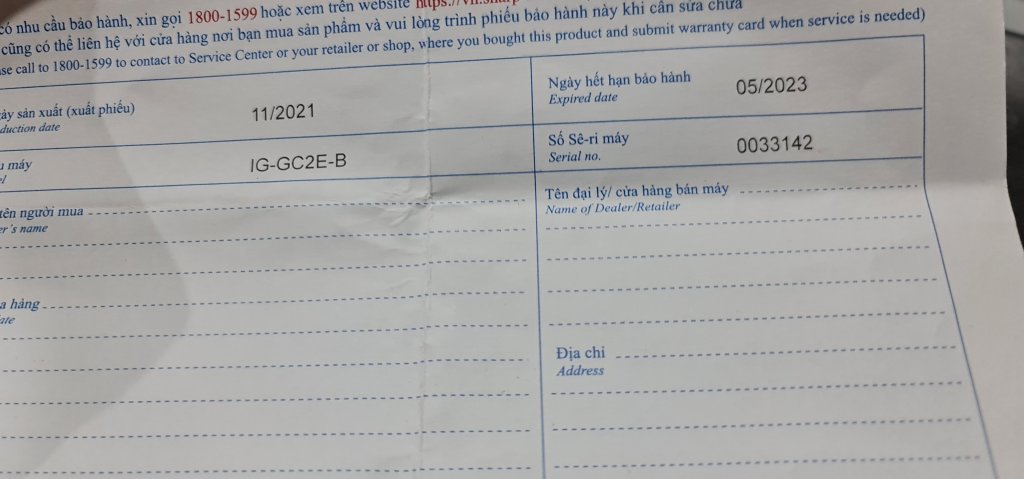 có nhu cầu bảo hành, xin gọi 1800-1599 hoặc xem trên website
cũng có thể liên hệ với cửa hàng nơi bạn mua sản phẩm và vui lòng trình phiếu bảo hành này khi cần sửa chữa
se call to 1800-1599 to contact to Service Center or your retailer or shop, where you bought this product and submit warranty card when service is needed)
ày sản xuất (xuất phiếu) 11/2021
duction date
Ngày hết hạn bảo hành 05/2023
Expired date
máy IG-GC2E-B
el
Số Sê-ri máy 0033142
Serial no.
tên người mua
er's name
Tên đại lý/ cửa hàng bán máy
Name of Dealer/Retailer
a hàng
ate
Địa chỉ
Address